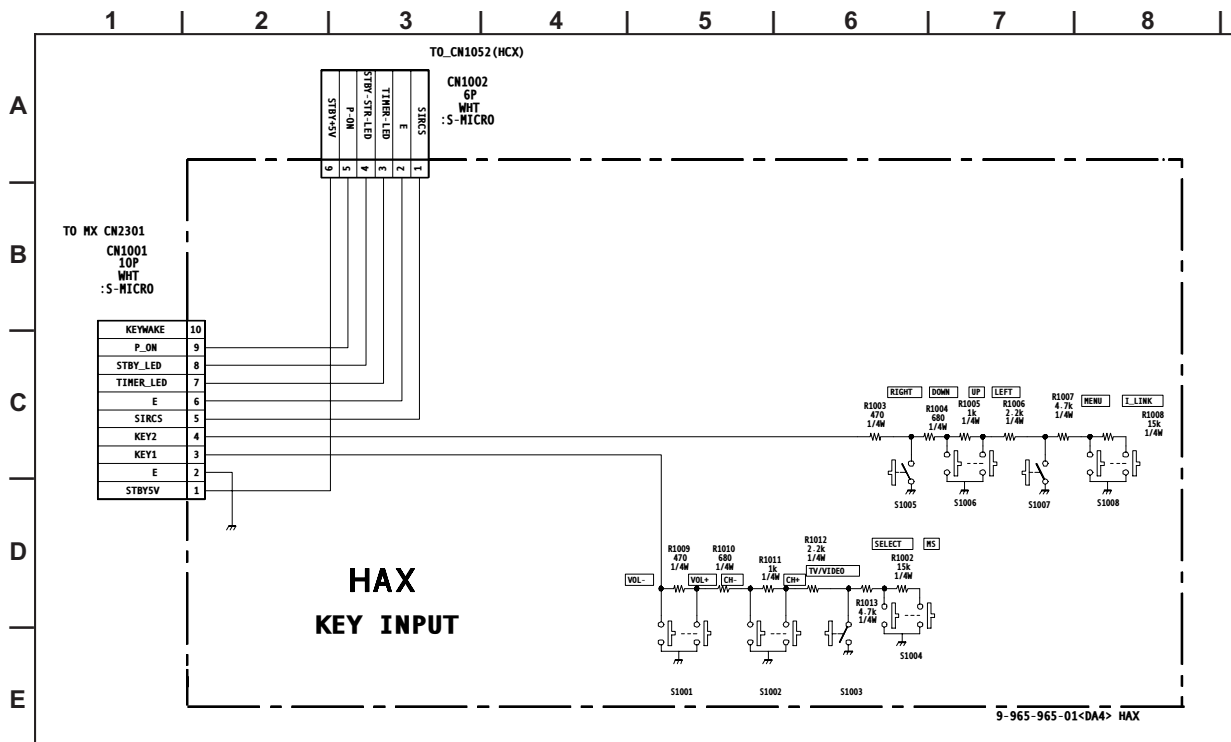 1 2 3 4 5 6 7 8
A
B
C
D
E
TO_CN1052(HCX)
CN1002
6P
WHT
:S-MICRO
STBY+5V
P-ON
STBY-STR-LED
TIMER-LED
E
SIRCS
6 5 4 3 2 1
TO MX CN2301
CN1001
10P
WHT
:S-MICRO
KEYWAKE 10
P_ON 9
STBY_LED 8
TIMER_LED 7
E 6
SIRCS 5
KEY2 4
KEY1 3
E 2
STBY5V 1
RIGHT DOWN UP LEFT MENU I_LINK
R1003
470
1/4W
R1004
680
1/4W
R1005
1k
1/4W
R1006
2.2k
1/4W
R1007
4.7k
1/4W
R1008
15k
1/4W
S1005 S1006 S1007 S1008
R1009
470
1/4W
R1010
680
1/4W
R1011
1k
1/4W
R1012
2.2k
1/4W
R1013
4.7k
1/4W
R1002
15k
1/4W
VOL- VOL+ CH- CH+ TV/VIDEO SELECT MS
S1001 S1002 S1003 S1004
HAX
KEY INPUT
9-965-965-01<DA4> HAX